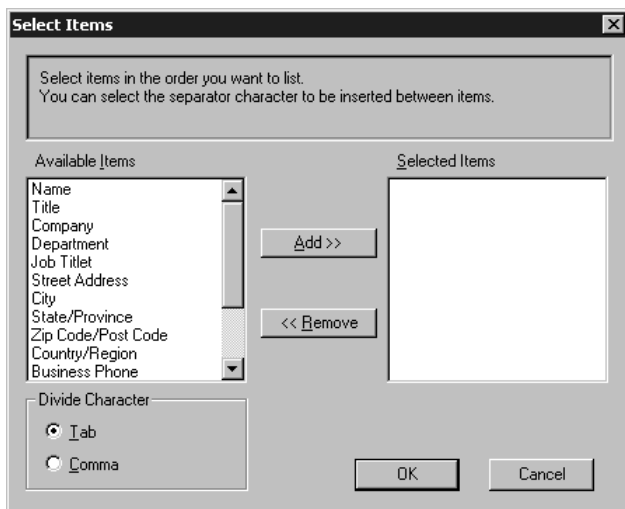 Select Items
Select items in the order you want to list.
You can select the separator character to be inserted between items.
Available Items
Selected Items
Name
Title
Company
Department
Job Titlet
Street Address
City
State/Province
Zip Code/Post Code
Country/Region
Business Phone
Add >>
<< Remove
Divide Character
Tab
Comma
OK
Cancel